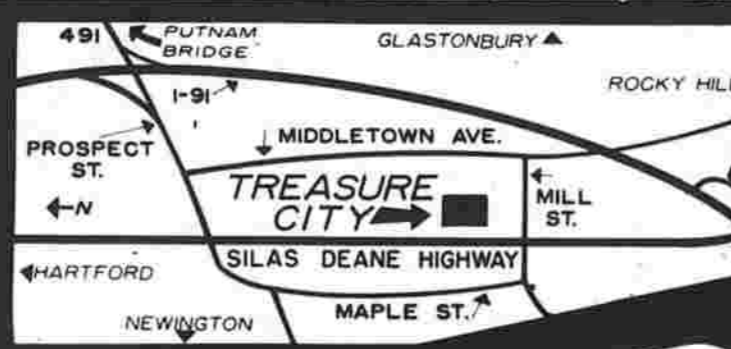 491
PUTNAM
BRIDGE
GLASTONBURY
ROCKY HILL
I-91
PROSPECT
ST.
MIDDLETOWN AVE.
TREASURE
CITY
MILL
ST.
N
SILAS DEANE HIGHWAY
HARTFORD
MAPLE ST.
NEWINGTON